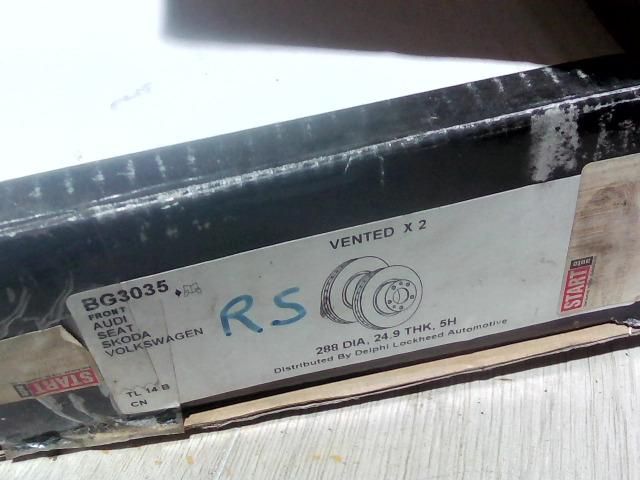 VENTED X 2
BG3035
FRONT
AUDI
SEAT
SKODA
VOLKSWAGEN
RS
288 DIA, 24.9 THK, 5H
Distributed By Delphi Lockheed Automotive
TL 14 B
CN
START
START auto